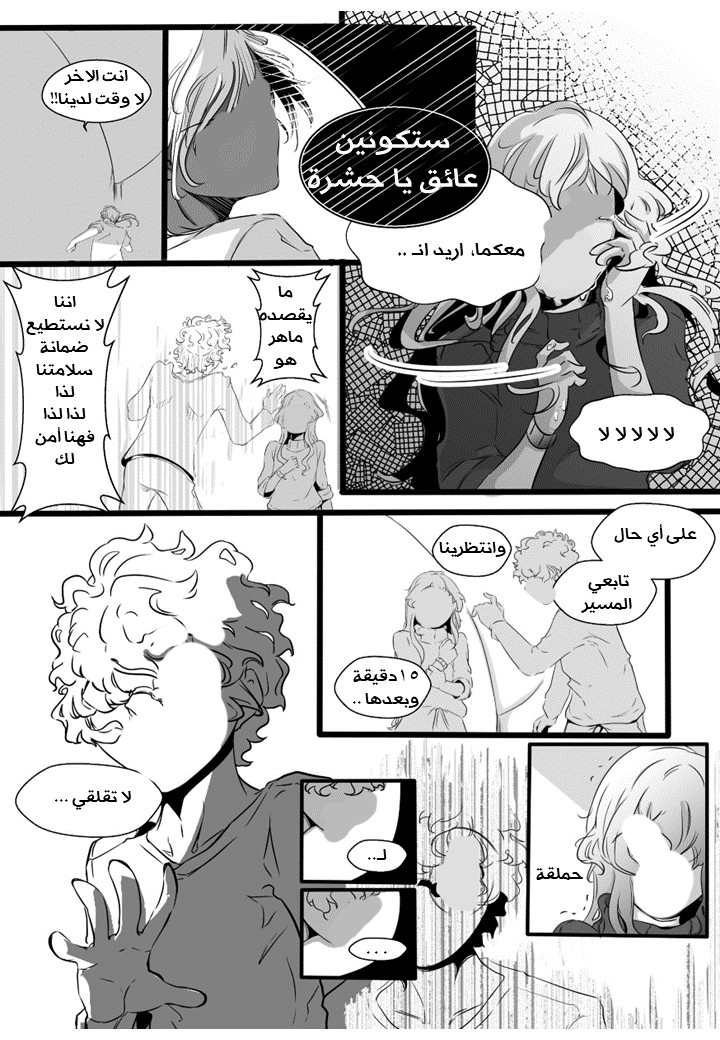 ستكونين
عائق يا حشرة
معكما، اريد انـ ..
لا لا لا لا لا
انت الاخر
لا وقت لدينا!!
ما
يقصده
ماهر
هو
اننا
لا نستطيع
ضمانة
سلامتنا
لذا
لذا لذا
فهنا أمن
لك
على أي حال
تابعي
المسير
وانتظرينا
١٥دقيقة
وبعدها ..
حملقة
لا تقلقي ...
لـ..
...